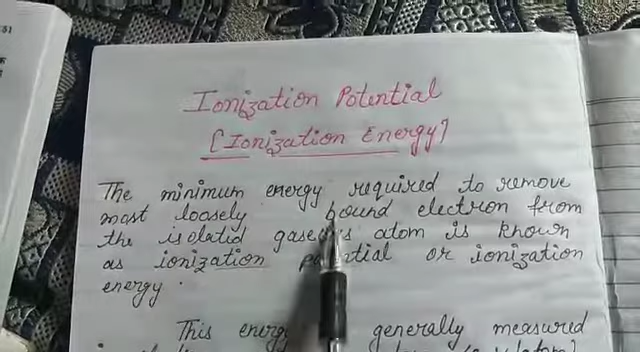 Ionization Potential
[Ionization Energy]
The minimum energy required to remove
most loosely bound electron from
the isolated gaseous atom is known
as ionization potential or ionization
energy.
This energy generally measured